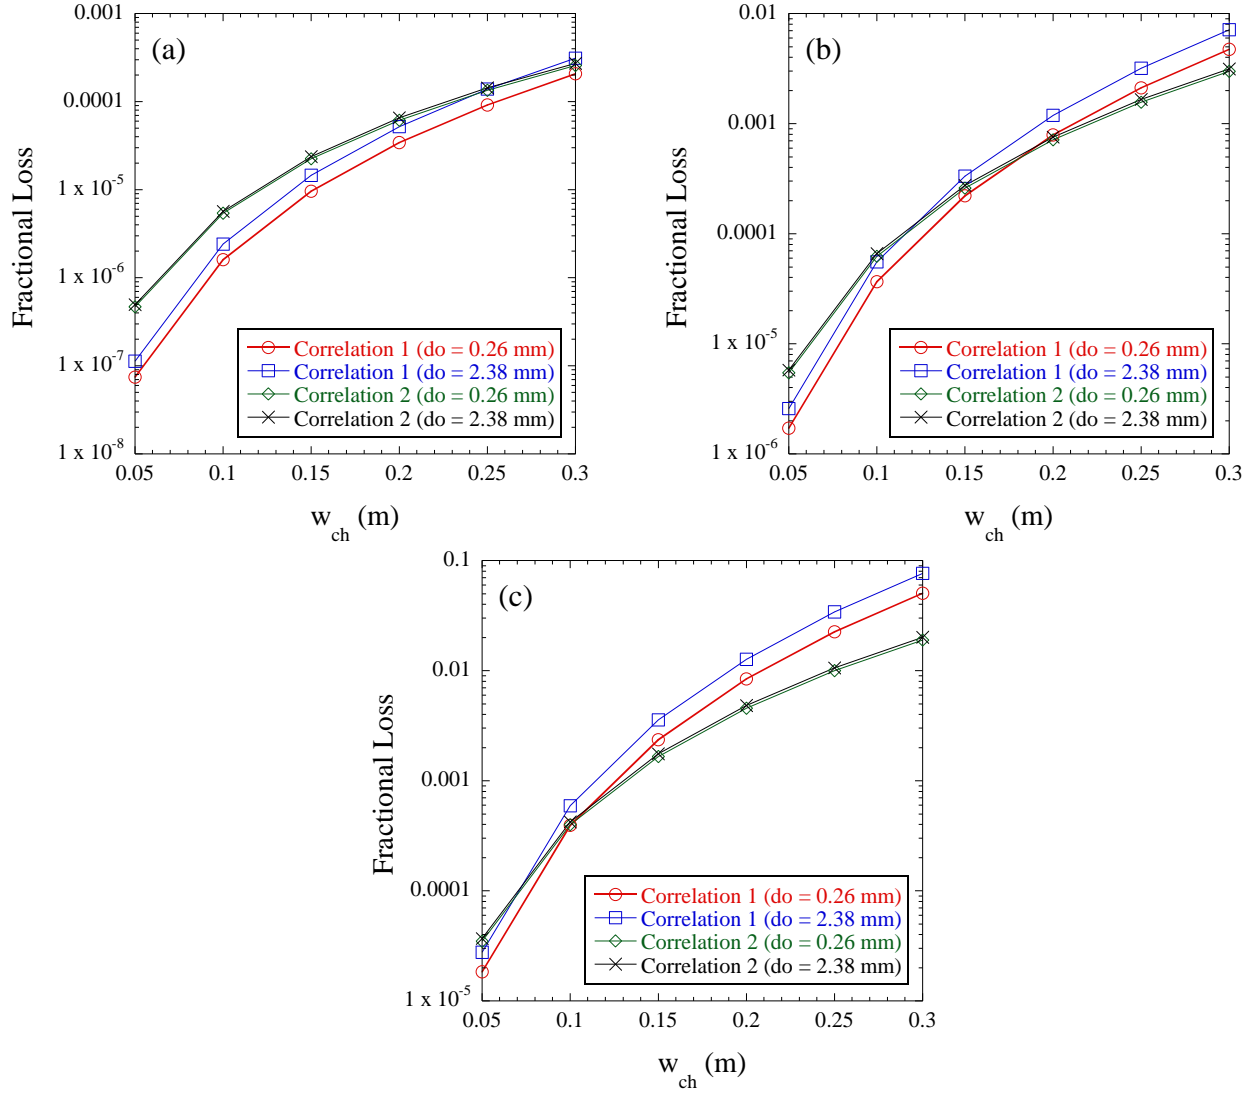 (a)
Fractional Loss
0.001
0.0001
1 x 10-5
1 x 10-6
1 x 10-7
1 x 10-8
0.05 0.1 0.15 0.2 0.25 0.3
w_ch (m)
Correlation 1 (do = 0.26 mm)
Correlation 1 (do = 2.38 mm)
Correlation 2 (do = 0.26 mm)
Correlation 2 (do = 2.38 mm)
(b)
Fractional Loss
0.01
0.001
0.0001
1 x 10-5
1 x 10-6
0.05 0.1 0.15 0.2 0.25 0.3
w_ch (m)
Correlation 1 (do = 0.26 mm)
Correlation 1 (do = 2.38 mm)
Correlation 2 (do = 0.26 mm)
Correlation 2 (do = 2.38 mm)
(c)
Fractional Loss
0.1
0.01
0.001
0.0001
1 x 10-5
0.05 0.1 0.15 0.2 0.25 0.3
w_ch (m)
Correlation 1 (do = 0.26 mm)
Correlation 1 (do = 2.38 mm)
Correlation 2 (do = 0.26 mm)
Correlation 2 (do = 2.38 mm)